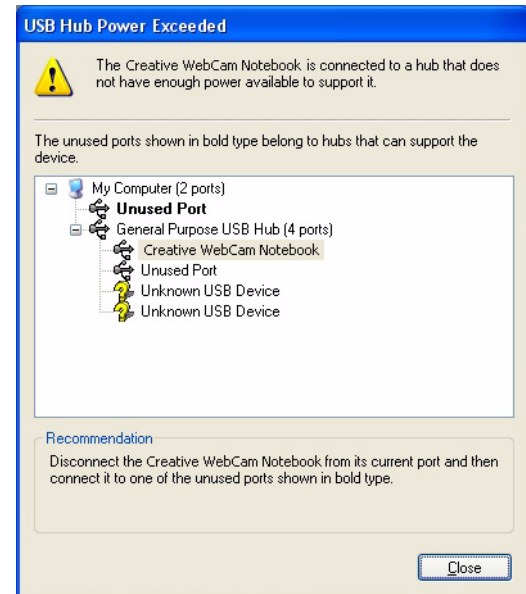 USB Hub Power Exceeded
The Creative WebCam Notebook is connected to a hub that does
not have enough power available to support it.
The unused ports shown in bold type belong to hubs that can support the
device.
My Computer (2 ports)
Unused Port
General Purpose USB Hub (4 ports)
Creative WebCam Notebook
Unused Port
Unknown USB Device
Unknown USB Device
Recommendation
Disconnect the Creative WebCam Notebook from its current port and then
connect it to one of the unused ports shown in bold type.
Close